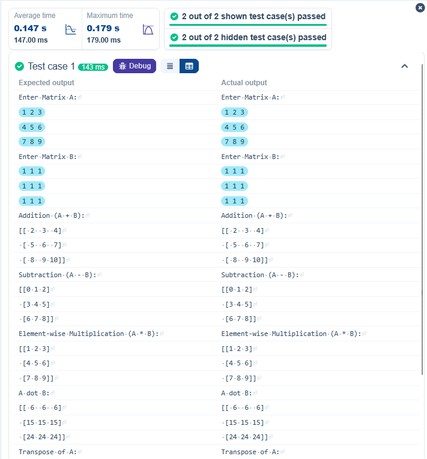 Average time
0.147 s
147.00 ms
Maximum time
0.179 s
179.00 ms
2 out of 2 shown test case(s) passed
2 out of 2 hidden test case(s) passed
Test case 1 143 ms Debug
Expected output Actual output
Enter·Matrix·A: Enter·Matrix·A:
1 2 3 1 2 3
4 5 6 4 5 6
7 8 9 7 8 9
Enter·Matrix·B: Enter·Matrix·B:
1 1 1 1 1 1
1 1 1 1 1 1
1 1 1 1 1 1
Addition·(A·+·B): Addition·(A·+·B):
[[·2··3··4] [[·2··3··4]
·[·5··6··7] ·[·5··6··7]
·[·8··9·10]] ·[·8··9·10]]
Subtraction·(A·-·B): Subtraction·(A·-·B):
[[0·1·2] [[0·1·2]
·[3·4·5] ·[3·4·5]
·[6·7·8]] ·[6·7·8]]
Element-wise·Multiplication·(A·*·B): Element-wise·Multiplication·(A·*·B):
[[1·2·3] [[1·2·3]
·[4·5·6] ·[4·5·6]
·[7·8·9]] ·[7·8·9]]
A·dot·B: A·dot·B:
[[·6··6··6] [[·6··6··6]
·[15·15·15] ·[15·15·15]
·[24·24·24]] ·[24·24·24]]
Transpose·of·A: Transpose·of·A: